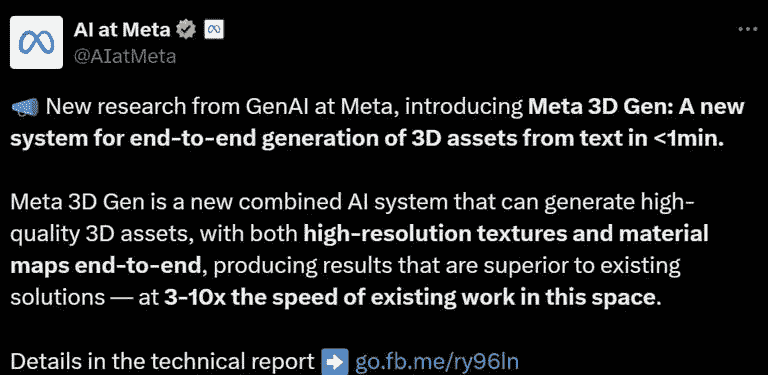 AI at Meta
@AIatMeta
📣 New research from GenAI at Meta, introducing Meta 3D Gen: A new
system for end-to-end generation of 3D assets from text in <1min.
Meta 3D Gen is a new combined AI system that can generate high-
quality 3D assets, with both high-resolution textures and material
maps end-to-end, producing results that are superior to existing
solutions — at 3-10x the speed of existing work in this space.
Details in the technical report ➡️ go.fb.me/ry96ln